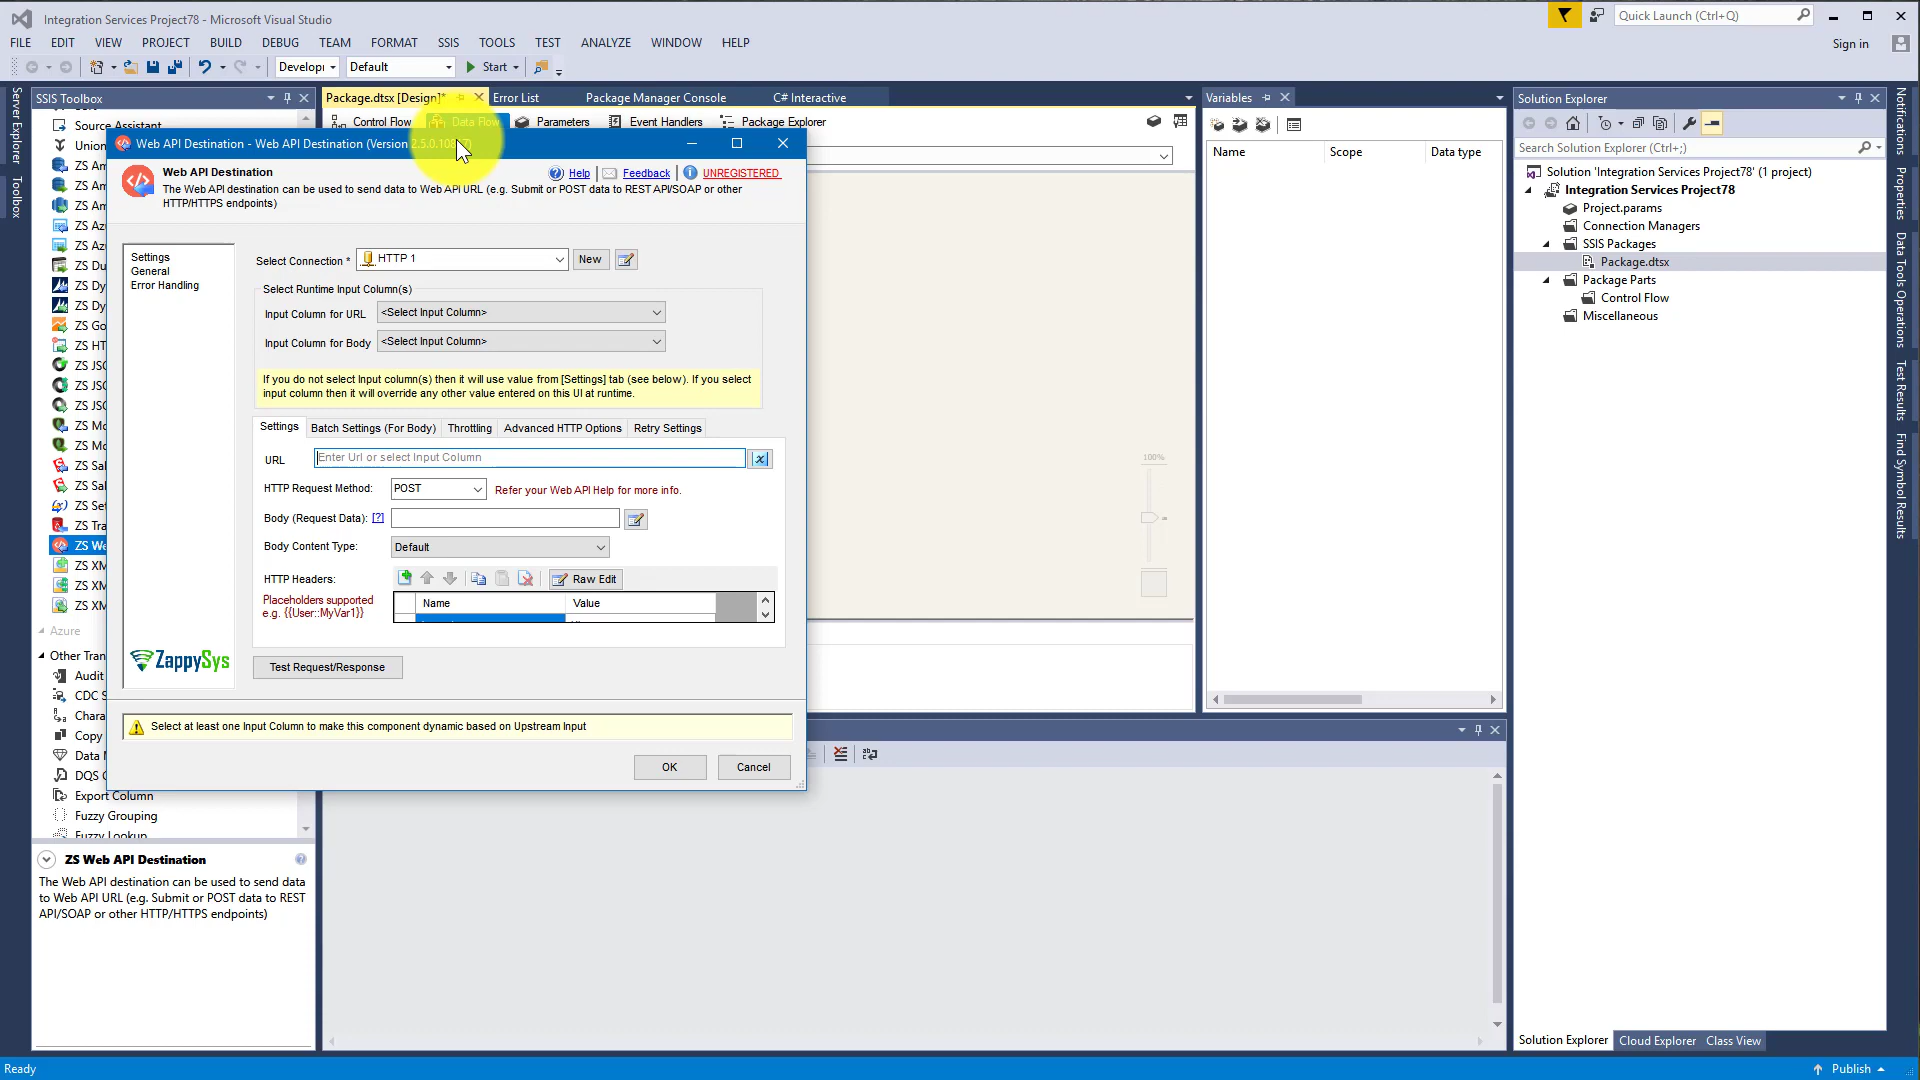 Integration Services Project78 - Microsoft Visual Studio
Quick Launch (Ctrl+Q)
FILE EDIT VIEW PROJECT BUILD DEBUG TEAM FORMAT SSIS TOOLS TEST ANALYZE WINDOW HELP
Sign in
Default
Start
Server Explorer
Toolbox
SSIS Toolbox
Package.dtsx [Design]*
Error List
Package Manager Console
C# Interactive
Control Flow
Data Flow
Parameters
Event Handlers
Package Explorer
Source Assistant
Web API Destination - Web API Destination (Version
Web API Destination
The Web API destination can be used to send data to Web API URL (e.g. Submit or POST data to REST API/SOAP or other
HTTP/HTTPS endpoints)
Help
Feedback
UNREGISTERED
Settings
General
Error Handling
Select Connection *
HTTP 1
New
Select Runtime Input Column(s)
Input Column for URL
<Select Input Column>
Input Column for Body
<Select Input Column>
If you do not select Input column(s) then it will use value from [Settings] tab (see below). If you select
input column then it will override any other value entered on this UI at runtime.
Settings
Batch Settings (For Body)
Throttling
Advanced HTTP Options
Retry Settings
URL
Enter Url or select Input Column
HTTP Request Method:
POST
Refer your Web API Help for more info.
Body (Request Data):
[?]
Body Content Type:
Default
HTTP Headers:
Raw Edit
Placeholders supported
e.g. {{User::MyVar1}}
Name
Value
ZappySys
Test Request/Response
Select at least one Input Column to make this component dynamic based on Upstream Input
OK
Cancel
Azure
Audit
Export Column
Fuzzy Grouping
Fuzzy Lookup
ZS Web API Destination
The Web API destination can be used to send data
to Web API URL (e.g. Submit or POST data to REST
API/SOAP or other HTTP/HTTPS endpoints)
100%
Variables
Name
Scope
Data type
Solution Explorer
Search Solution Explorer (Ctrl+;)
Solution 'Integration Services Project78' (1 project)
Integration Services Project78
Project.params
Connection Managers
SSIS Packages
Package.dtsx
Package Parts
Control Flow
Miscellaneous
Solution Explorer
Cloud Explorer
Class View
Notifications
Properties
Data Tools Operations
Test Results
Find Symbol Results
Ready
Publish